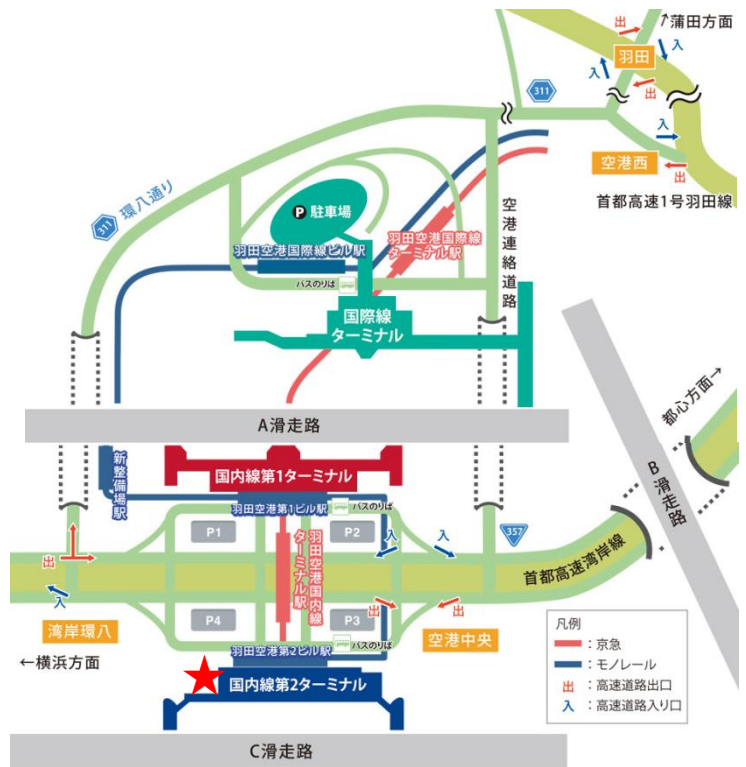 出
↗蒲田方面
入
羽田
入
出
311
入
空港西
出
首都高速1号羽田線
311
環八通り
P 駐車場
羽田空港国際線ビル駅
羽田空港国際線
ターミナル駅
空港連絡道路
バスのりば
国際線
ターミナル
都心方面→
A滑走路
B滑走路
新整備場駅
国内線第1ターミナル
羽田空港第1ビル駅
バスのりば
P1
P2
羽田空港国内線
ターミナル駅
入
入
357
首都高速湾岸線
出
入
湾岸環八
P4
P3
出
出
空港中央
バスのりば
←横浜方面
羽田空港第2ビル駅
国内線第2ターミナル
C滑走路
凡例
:京急
:モノレール
出 :高速道路出口
入 :高速道路入り口